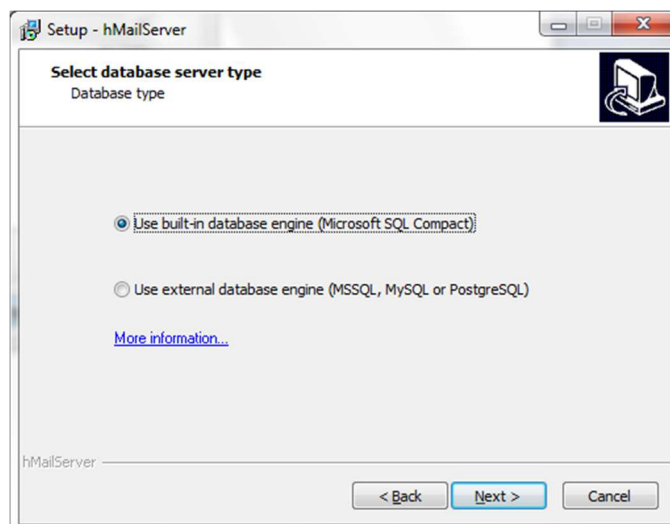 Setup - hMailServer
Select database server type
Database type
Use built-in database engine (Microsoft SQL Compact)
Use external database engine (MSSQL, MySQL or PostgreSQL)
More information...
hMailServer
< Back
Next >
Cancel